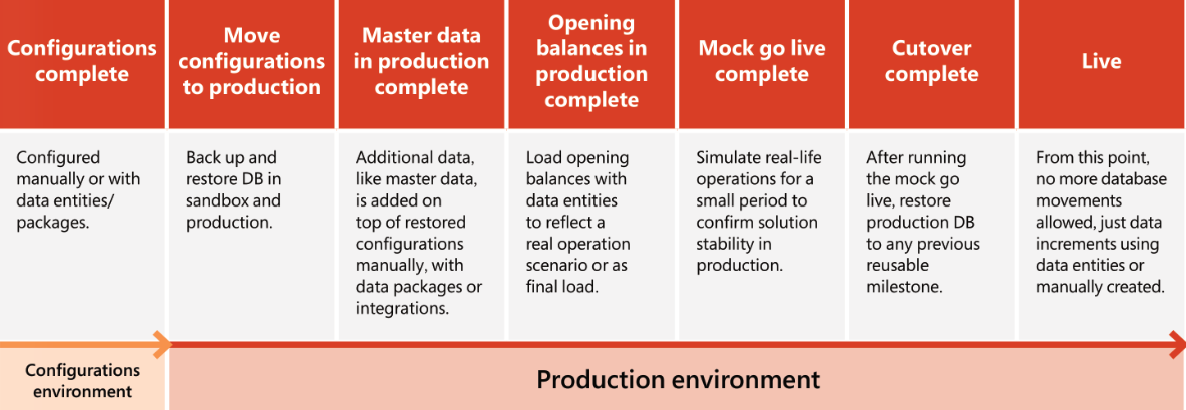 Configurations
complete
Move
configurations
to production
Master data
in production
complete
Opening
balances in
production
complete
Mock go live
complete
Cutover
complete
Live
Configured
manually or with
data entities/
packages.
Back up and
restore DB in
sandbox and
production.
Additional data,
like master data,
is added on
top of restored
configurations
manually, with
data packages or
integrations.
Load opening
balances with
data entities
to reflect a
real operation
scenario or as
final load.
Simulate real-life
operations for a
small period to
confirm solution
stability in
production.
After running
the mock go
live, restore
production DB
to any previous
reusable
milestone.
From this point,
no more database
movements
allowed, just data
increments using
data entities or
manually created.
Configurations
environment
Production environment